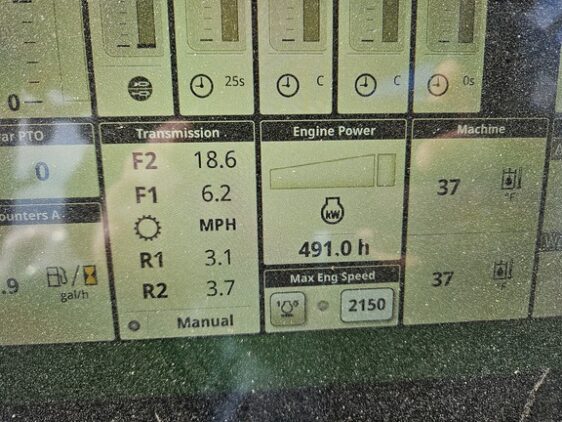 0
25s
C
C
0s
ar PTO
0
Transmission
F2 18.6
F1 6.2
MPH
R1 3.1
R2 3.7
Manual
Engine Power
kW
491.0 h
Max Eng Speed
2150
Machine
37 °F
37 °F
ounters A
.9
gal/h